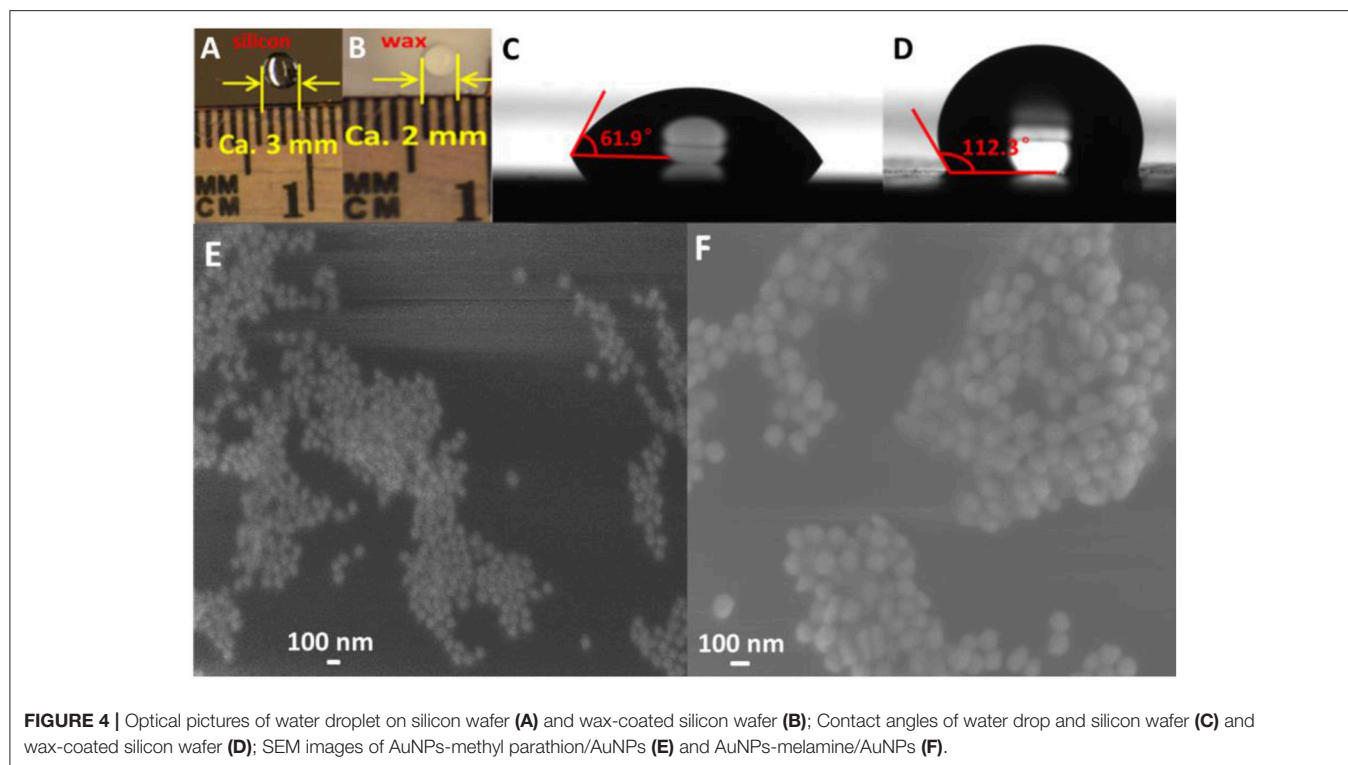 A silicon
B wax
C
D
Ca. 3 mm
Ca. 2 mm
61.9°
112.3°
MM
CM 1
MM
CM 1
E
F
100 nm
100 nm
FIGURE 4 | Optical pictures of water droplet on silicon wafer (A) and wax-coated silicon wafer (B); Contact angles of water drop and silicon wafer (C) and
wax-coated silicon wafer (D); SEM images of AuNPs-methyl parathion/AuNPs (E) and AuNPs-melamine/AuNPs (F).